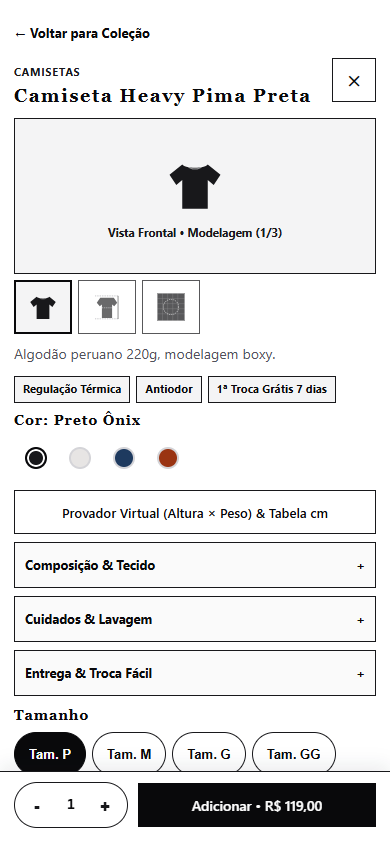 ← Voltar para Coleção
CAMISETAS
Camiseta Heavy Pima Preta
×
Vista Frontal • Modelagem (1/3)
Algodão peruano 220g, modelagem boxy.
Regulação Térmica
Antiodor
1ª Troca Grátis 7 dias
Cor: Preto Ônix
Provador Virtual (Altura × Peso) & Tabela cm
Composição & Tecido +
Cuidados & Lavagem +
Entrega & Troca Fácil +
Tamanho
Tam. P
Tam. M
Tam. G
Tam. GG
- 1 +
Adicionar • R$ 119,00